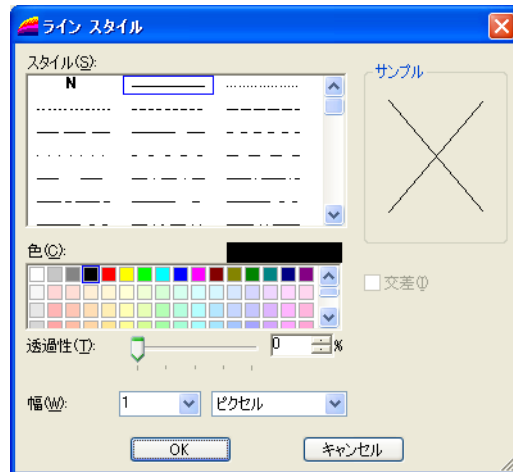 ライン スタイル
スタイル(S):
サンプル
N
色(C):
交差(I)
透過性(T):
0
%
幅(W):
1
ピクセル
OK
キャンセル